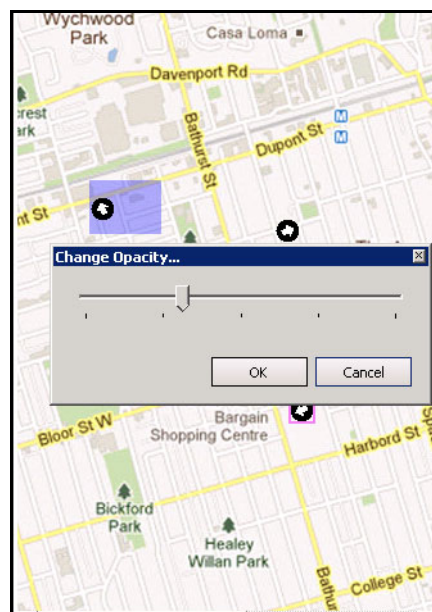 Wychwood
Park
Casa Loma
Davenport Rd
crest
ark
Bathurst St
M
Dupont St
M
nt St
Change Opacity...
OK
Cancel
Bloor St W
Bargain
Shopping Centre
Harbord St
Bickford
Park
Healey
Willan Park
Bathur
College St